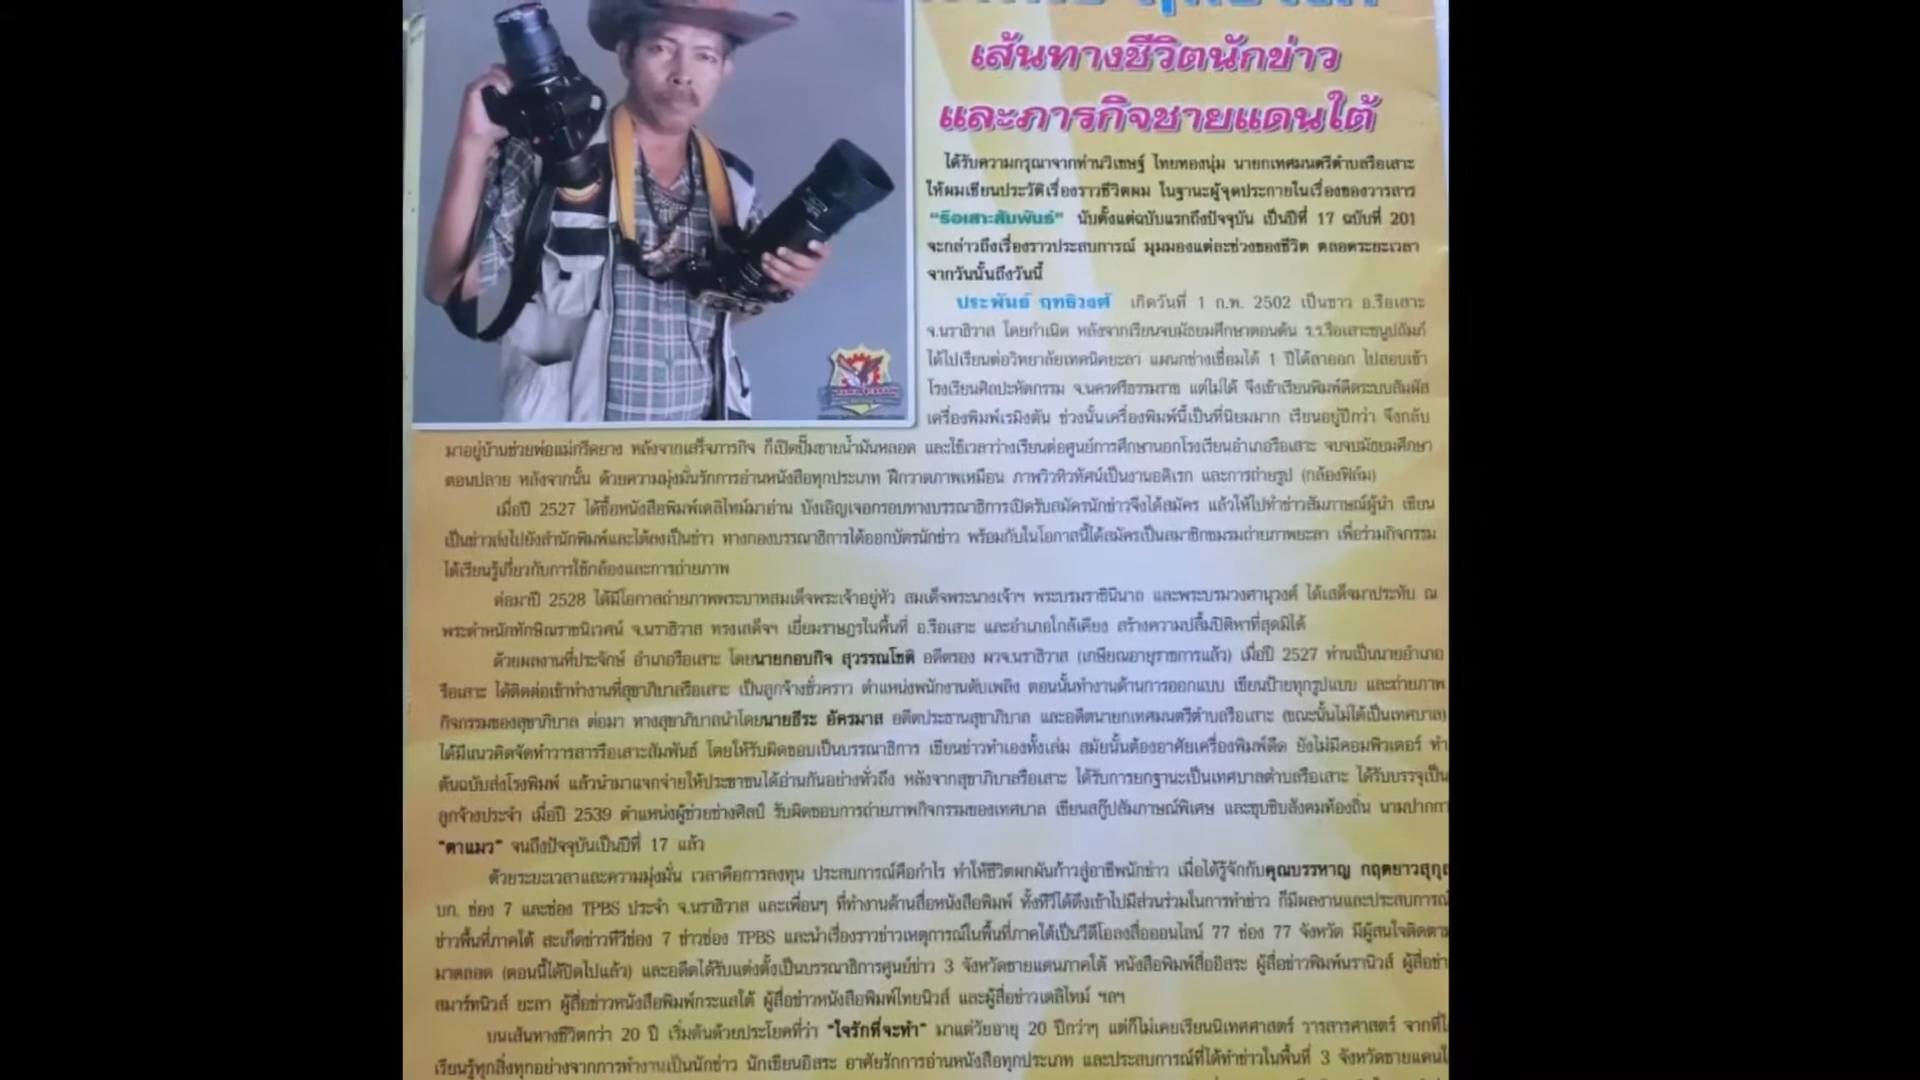 เส้นทางชีวิตนักข่าว
และภารกิจชายแดนใต้
ได้รับความกรุณาจากท่านวิเชษฐ์ ไทยทองนุ่ม นายกเทศมนตรีตำบลรือเสาะ
ให้ผมเขียนประวัติเรื่องราวชีวิตผม ในฐานะผู้จุดประกายในเรื่องของวารสาร
"รือเสาะสัมพันธ์" นับตั้งแต่ฉบับแรกถึงปัจจุบัน เป็นปีที่ 17 ฉบับที่ 201
จะกล่าวถึงเรื่องราวประสบการณ์ มุมมองแต่ละช่วงของชีวิต ตลอดระยะเวลา
จากวันนั้นถึงวันนี้
ประพันธ์ ฤทธิวงศ์ เกิดวันที่ 1 ก.พ. 2502 เป็นชาว อ.รือเสาะ
จ.นราธิวาส โดยกำเนิด หลังจากเรียนจบมัธยมศึกษาตอนต้น ร.ร.รือเสาะชนูปถัมภ์
ได้ไปเรียนต่อวิทยาลัยเทคนิคยะลา แผนกช่างเชื่อมได้ 1 ปีได้ลาออก ไปสอบเข้า
โรงเรียนศิลปะหัตกรรม จ.นครศรีธรรมราช แต่ไม่ได้ จึงเข้าเรียนพิมพ์ดีดระบบสัมผัส
เครื่องพิมพ์เรมิงตัน ช่วงนั้นเครื่องพิมพ์นี้เป็นที่นิยมมาก เรียนอยู่ปีกว่า จึงกลับ
มาอยู่บ้านช่วยพ่อแม่กรีดยาง หลังจากเสร็จภารกิจ ก็เปิดปั๊มขายน้ำมันหลอด และใช้เวลาว่างเรียนต่อศูนย์การศึกษานอกโรงเรียนอำเภอรือเสาะ จบจบมัธยมศึกษา
ตอนปลาย หลังจากนั้น ด้วยความมุ่งมั่นรักการอ่านหนังสือทุกประเภท ฝึกวาดภาพเหมือน ภาพวิวทิวทัศน์เป็นงานอดิเรก และการถ่ายรูป (กล้องฟิล์ม)
เมื่อปี 2527 ได้ซื้อหนังสือพิมพ์เดลิไทม์มาอ่าน บังเอิญเจอกรอบทางบรรณาธิการเปิดรับสมัครนักข่าวจึงได้สมัคร แล้วให้ไปทำข่าวสัมภาษณ์ผู้นำ เขียน
เป็นข่าวส่งไปยังสำนักพิมพ์และได้ลงเป็นข่าว ทางกองบรรณาธิการได้ออกบัตรนักข่าว พร้อมกับในโอกาสนี้ได้สมัครเป็นสมาชิกชมรมถ่ายภาพยะลา เพื่อร่วมกิจกรรม
ได้เรียนรู้เกี่ยวกับการใช้กล้องและการถ่ายภาพ
ต่อมาปี 2528 ได้มีโอกาสถ่ายภาพพระบาทสมเด็จพระเจ้าอยู่หัว สมเด็จพระนางเจ้าฯ พระบรมราชินีนาถ และพระบรมวงศานุวงศ์ ได้เสด็จมาประทับ ณ
พระตำหนักทักษิณราชนิเวศน์ จ.นราธิวาส ทรงเสด็จฯ เยี่ยมราษฎรในพื้นที่ อ.รือเสาะ และอำเภอใกล้เคียง สร้างความปลื้มปิติหาที่สุดมิได้
ด้วยผลงานที่ประจักษ์ อำเภอรือเสาะ โดยนายกอบกิจ สุวรรณโชติ อดีตรอง ผวจ.นราธิวาส (เกษียณอายุราชการแล้ว) เมื่อปี 2527 ท่านเป็นนายอำเภอ
รือเสาะ ได้ติดต่อเข้าทำงานที่สุขาภิบาลรือเสาะ เป็นลูกจ้างชั่วคราว ตำแหน่งพนักงานดับเพลิง ตอนนั้นทำงานด้านการออกแบบ เขียนป้ายทุกรูปแบบ และถ่ายภาพ
กิจกรรมของสุขาภิบาล ต่อมา ทางสุขาภิบาลนำโดยนายธีระ อัครมาส อดีตประธานสุขาภิบาล และอดีตนายกเทศมนตรีตำบลรือเสาะ (ขณะนั้นไม่ได้เป็นเทศบาล)
ได้มีแนวคิดจัดทำวารสารรือเสาะสัมพันธ์ โดยให้รับผิดชอบเป็นบรรณาธิการ เขียนข่าวทำเองทั้งเล่ม สมัยนั้นต้องอาศัยเครื่องพิมพ์ดีด ยังไม่มีคอมพิวเตอร์ ทำ
ต้นฉบับส่งโรงพิมพ์ แล้วนำมาแจกจ่ายให้ประชาชนได้อ่านกันอย่างทั่วถึง หลังจากสุขาภิบาลรือเสาะ ได้รับการยกฐานะเป็นเทศบาลตำบลรือเสาะ ได้รับบรรจุเป็น
ลูกจ้างประจำ เมื่อปี 2539 ตำแหน่งผู้ช่วยช่างศิลป์ รับผิดชอบการถ่ายภาพกิจกรรมของเทศบาล เขียนสกู๊ปสัมภาษณ์พิเศษ และซุบซิบสังคมท้องถิ่น นามปากกา
"ตาแมว" จนถึงปัจจุบันเป็นปีที่ 17 แล้ว
ด้วยระยะเวลาและความมุ่งมั่น เวลาคือการลงทุน ประสบการณ์คือกำไร ทำให้ชีวิตผกผันก้าวสู่อาชีพนักข่าว เมื่อได้รู้จักกับคุณบรรหาญ กฤตยาวสุกุล
บก. ช่อง 7 และช่อง TPBS ประจำ จ.นราธิวาส และเพื่อนๆ ที่ทำงานด้านสื่อหนังสือพิมพ์ ทั้งทีวีได้ดึงเข้าไปมีส่วนร่วมในการทำข่าว ก็มีผลงานและประสบการณ์
ข่าวพื้นที่ภาคใต้ สะเก็ดข่าวทีวีช่อง 7 ข่าวช่อง TPBS และนำเรื่องราวข่าวเหตุการณ์ในพื้นที่ภาคใต้เป็นวีดีโอลงสื่อออนไลน์ 77 ช่อง 77 จังหวัด มีผู้สนใจติดตาม
มาตลอด (ตอนนี้ได้ปิดไปแล้ว) และอดีตได้รับแต่งตั้งเป็นบรรณาธิการศูนย์ข่าว 3 จังหวัดชายแดนภาคใต้ หนังสือพิมพ์สื่ออิสระ ผู้สื่อข่าวพิมพ์นรานิวส์ ผู้สื่อข่าว
สมาร์ทนิวส์ ยะลา ผู้สื่อข่าวหนังสือพิมพ์กระแสใต้ ผู้สื่อข่าวหนังสือพิมพ์ไทยนิวส์ และผู้สื่อข่าวเดลิไทม์ ฯลฯ
บนเส้นทางชีวิตกว่า 20 ปี เริ่มต้นด้วยประโยคที่ว่า "ใจรักที่จะทำ" มาแต่วัยอายุ 20 ปีกว่าๆ แต่ก็ไม่เคยเรียนนิเทศศาสตร์ วารสารศาสตร์ จากที่
เรียนรู้ทุกสิ่งทุกอย่างจากการทำงานเป็นนักข่าว นักเขียนอิสระ อาศัยรักการอ่านหนังสือทุกประเภท และประสบการณ์ที่ได้ทำข่าวในพื้นที่ 3 จังหวัดชายแดน